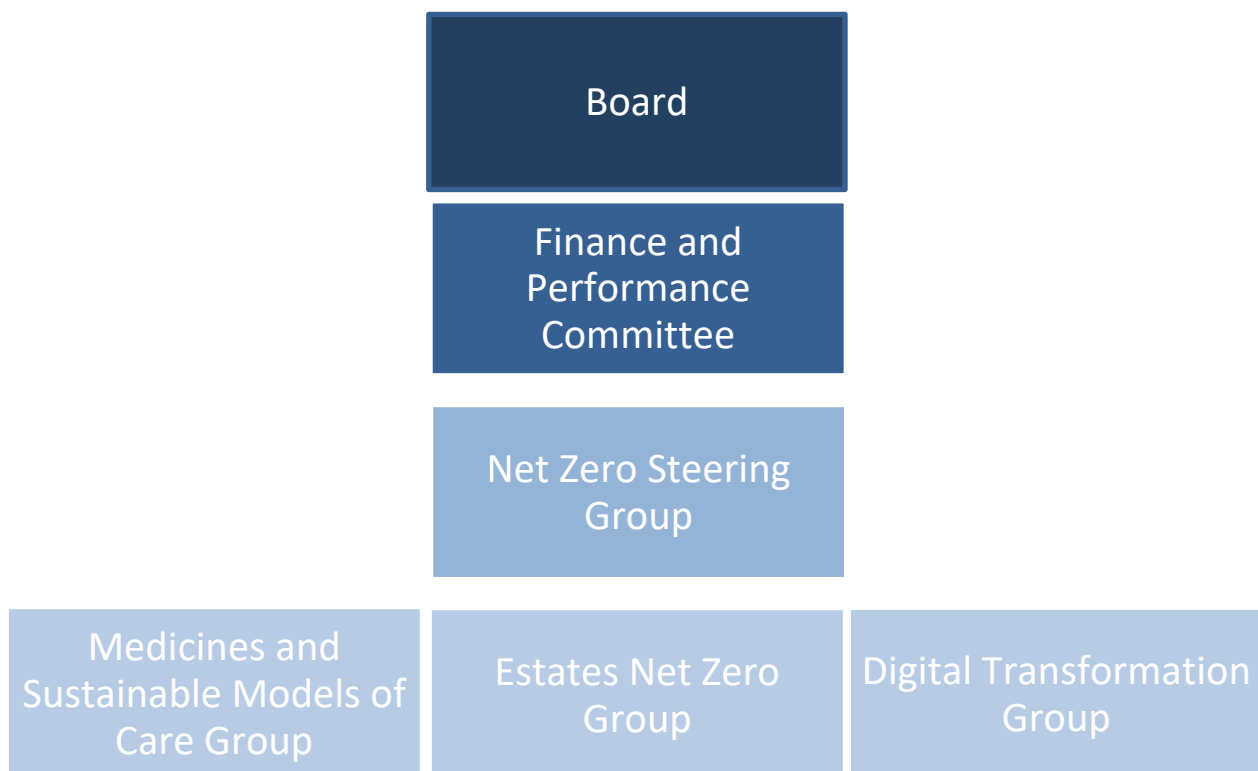 Board
Finance and
Performance
Committee
Net Zero Steering
Group
Medicines and
Sustainable Models of
Care Group
Estates Net Zero
Group
Digital Transformation
Group